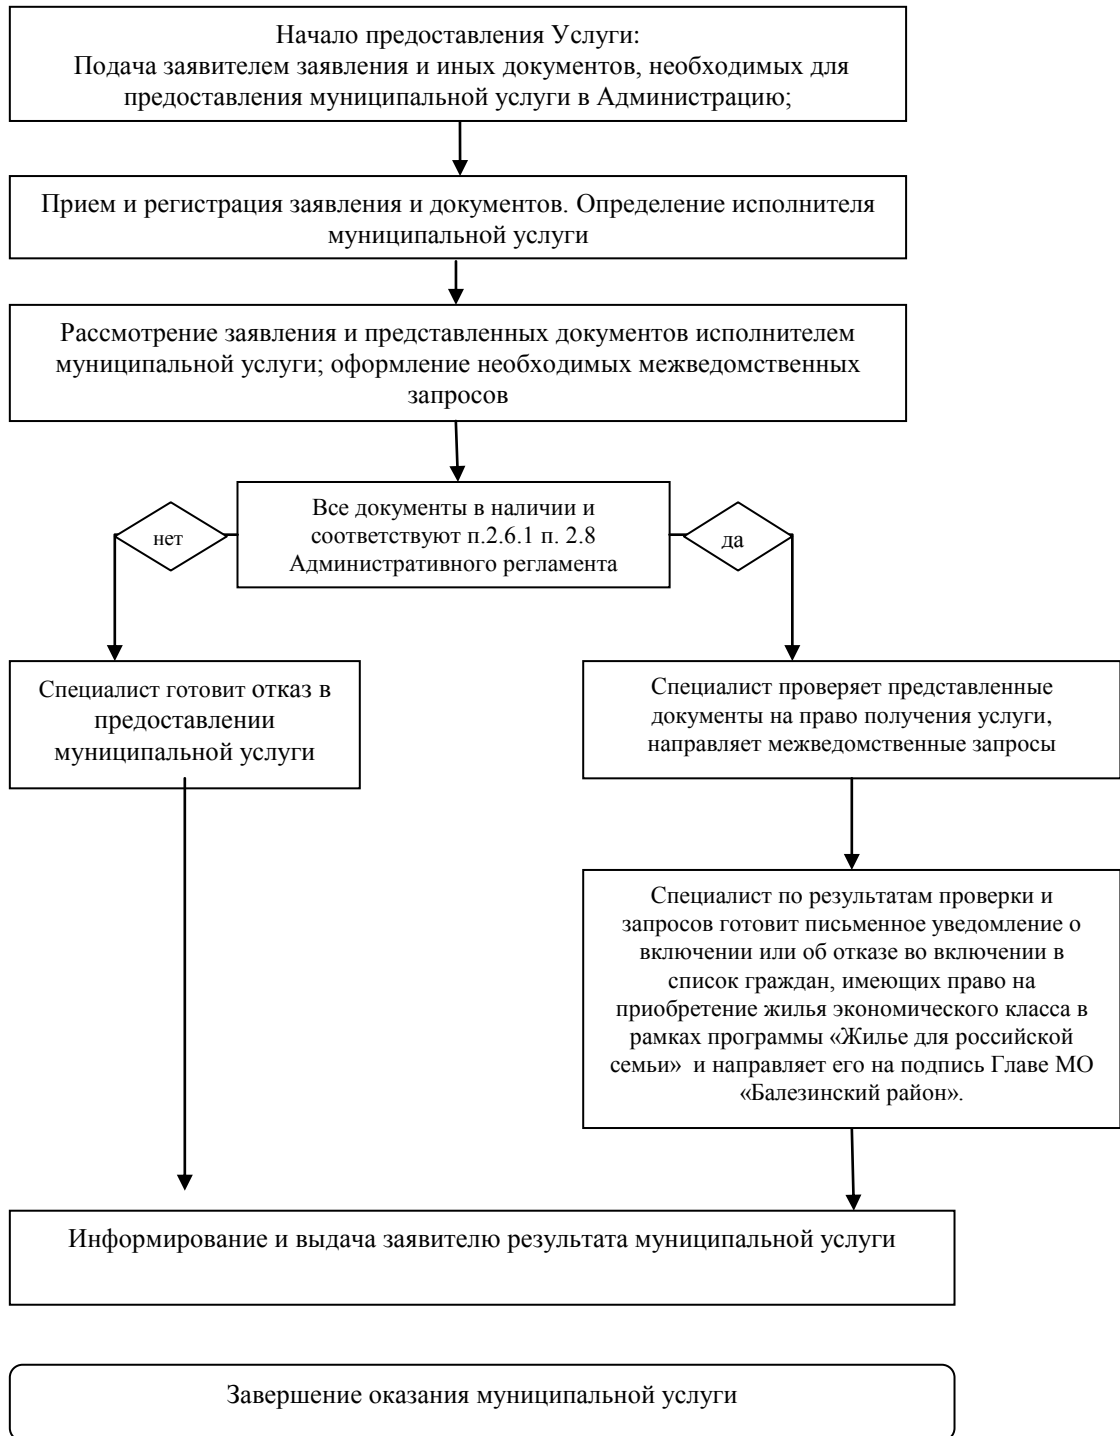 Начало предоставления Услуги:
Подача заявителем заявления и иных документов, необходимых для
предоставления муниципальной услуги в Администрацию;
Прием и регистрация заявления и документов. Определение исполнителя
муниципальной услуги
Рассмотрение заявления и представленных документов исполнителем
муниципальной услуги; оформление необходимых межведомственных
запросов
Все документы в наличии и
соответствуют п.2.6.1 п. 2.8
Административного регламента
нет
да
Специалист готовит отказ в
предоставлении
муниципальной услуги
Специалист проверяет представленные
документы на право получения услуги,
направляет межведомственные запросы
Специалист по результатам проверки и
запросов готовит письменное уведомление о
включении или об отказе во включении в
список граждан, имеющих право на
приобретение жилья экономического класса в
рамках программы «Жилье для российской
семьи» и направляет его на подпись Главе МО
«Балезинский район».
Информирование и выдача заявителю результата муниципальной услуги
Завершение оказания муниципальной услуги